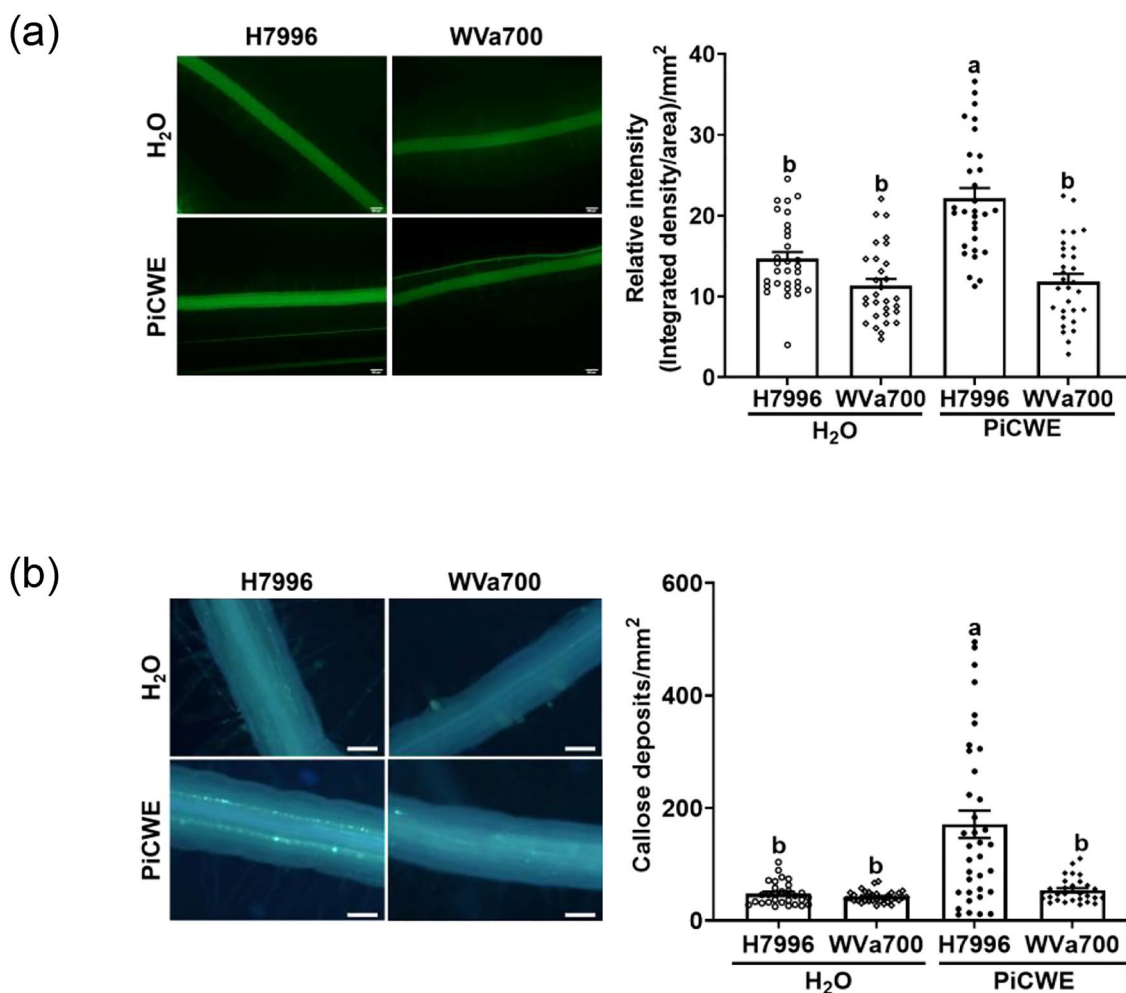 (a)
H7996 WVa700
H₂O
PiCWE
Relative intensity
(Integrated density/area)/mm²
40
30
20
10
0
b b a b
H7996 WVa700 H7996 WVa700
H₂O PiCWE
(b)
H7996 WVa700
H₂O
PiCWE
Callose deposits/mm²
600
400
200
0
b b a b
H7996 WVa700 H7996 WVa700
H₂O PiCWE